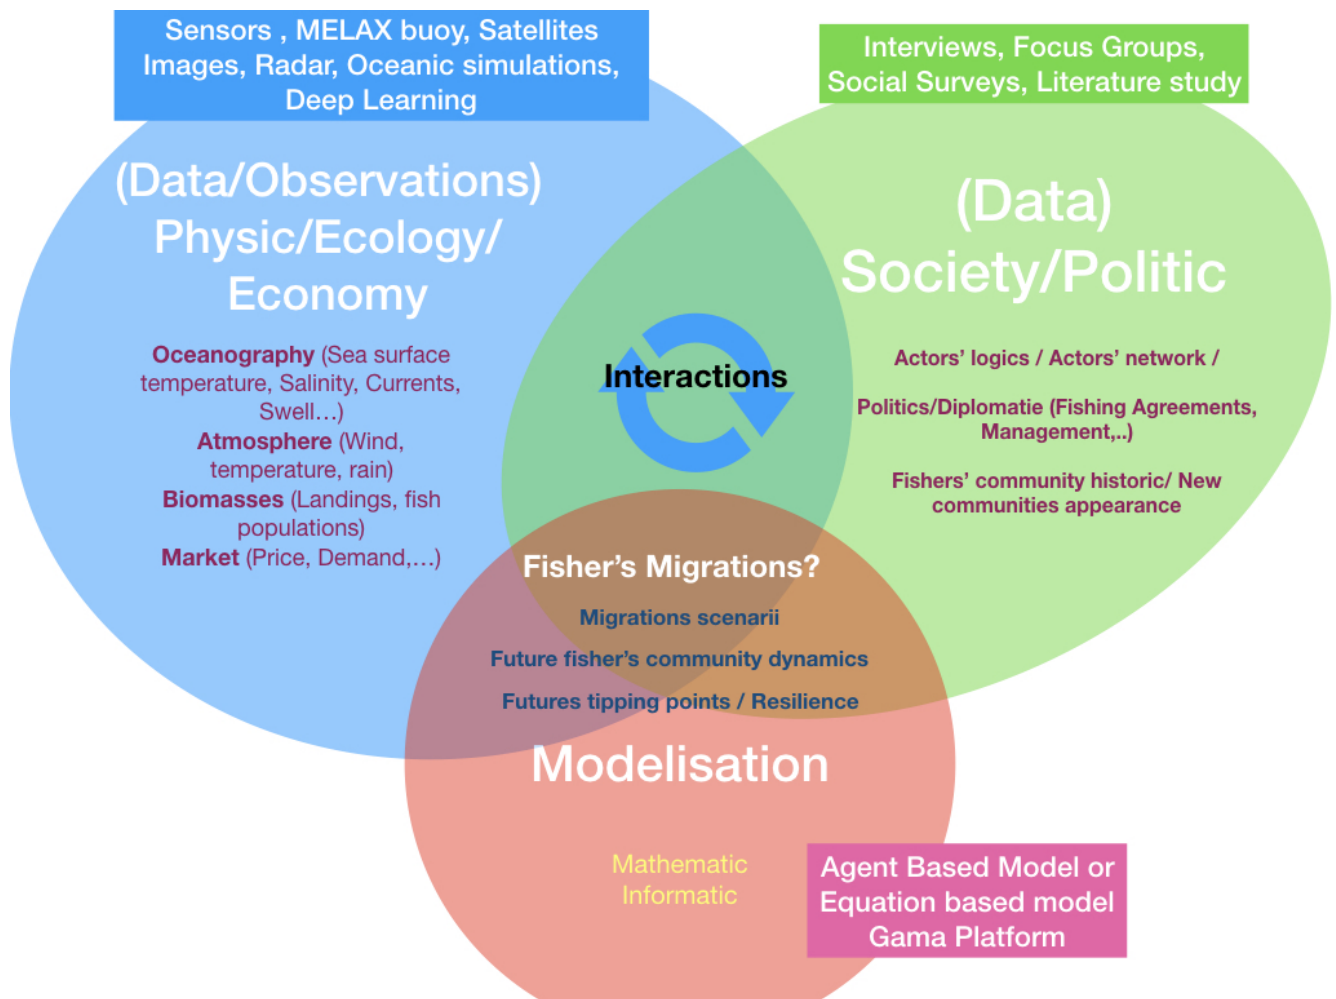 Sensors , MELAX buoy, Satellites
Images, Radar, Oceanic simulations,
Deep Learning
Interviews, Focus Groups,
Social Surveys, Literature study
(Data/Observations)
Physic/Ecology/
Economy
(Data)
Society/Politic
Oceanography (Sea surface
temperature, Salinity, Currents,
Swell...)
Atmosphere (Wind,
temperature, rain)
Biomasses (Landings, fish
populations)
Market (Price, Demand,...)
Interactions
Actors' logics / Actors' network /
Politics/Diplomatie (Fishing Agreements,
Management,..)
Fishers' community historic/ New
communities appearance
Fisher's Migrations?
Migrations scenarii
Future fisher's community dynamics
Futures tipping points / Resilience
Modelisation
Mathematic
Informatic
Agent Based Model or
Equation based model
Gama Platform